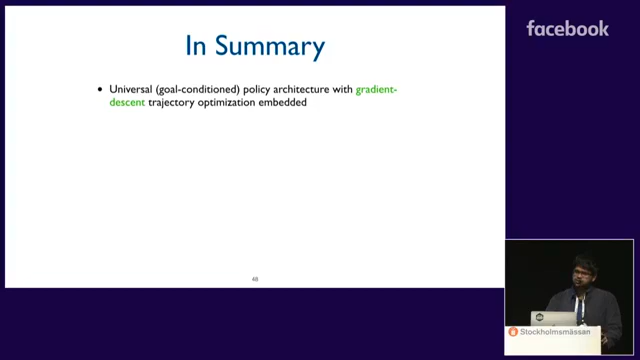 facebook
In Summary
• Universal (goal-conditioned) policy architecture with gradient-
descent trajectory optimization embedded
48
Stockholmsmässan